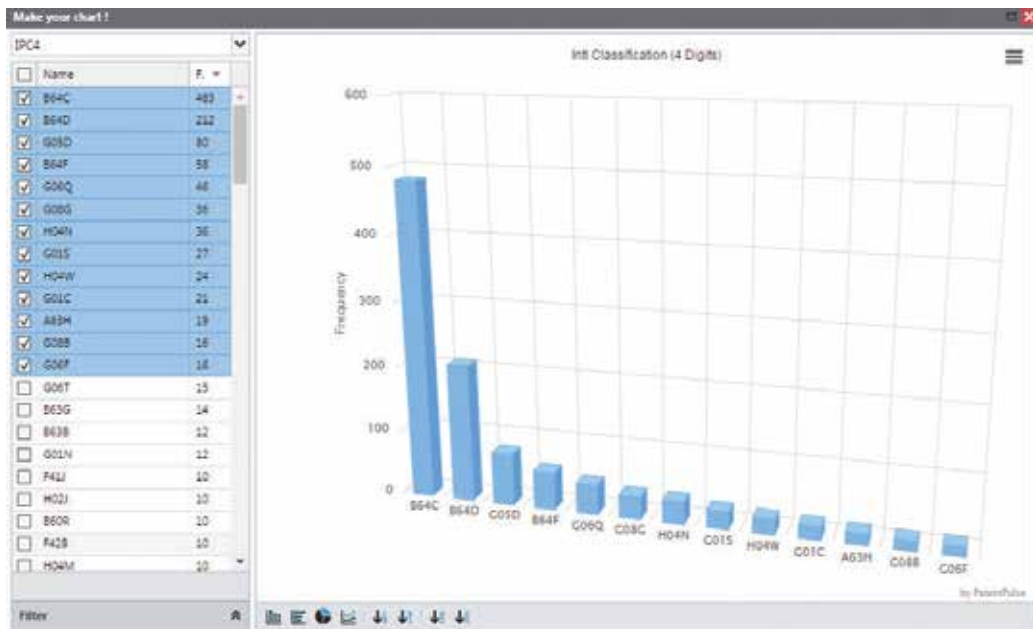 Make your chart !
IPC4
Name F.
B64C 483
B64D 212
G05D 80
B64F 58
G06Q 46
G08G 36
H04N 36
G01S 27
H04W 24
G01C 21
A63H 19
G08B 16
G06F 16
G06T 15
B63G 14
B63B 12
G01N 12
F41J 10
H02J 10
B60R 10
F42B 10
H04M 10
Filter
Intl Classification (4 Digits)
Frequency
600
500
400
300
200
100
0
B64C B64D G05D B64F G06Q G08G H04N G01S H04W G01C A63H G08B G06F
by PatentPulse